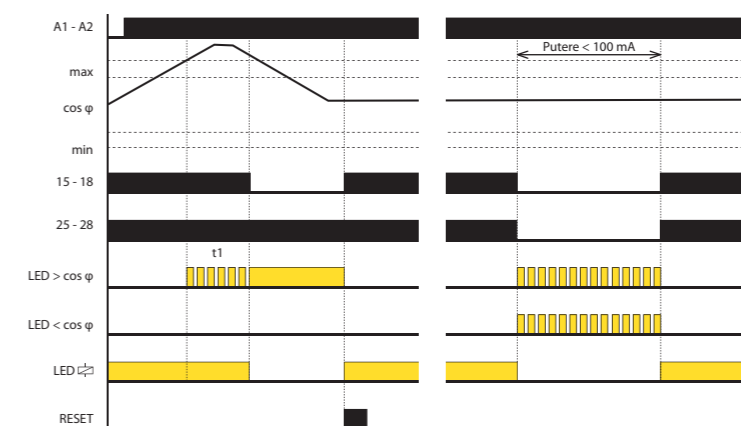 A1 - A2
Putere < 100 mA
max
cos φ
min
15 - 18
25 - 28
t1
LED > cos φ
LED < cos φ
LED
RESET